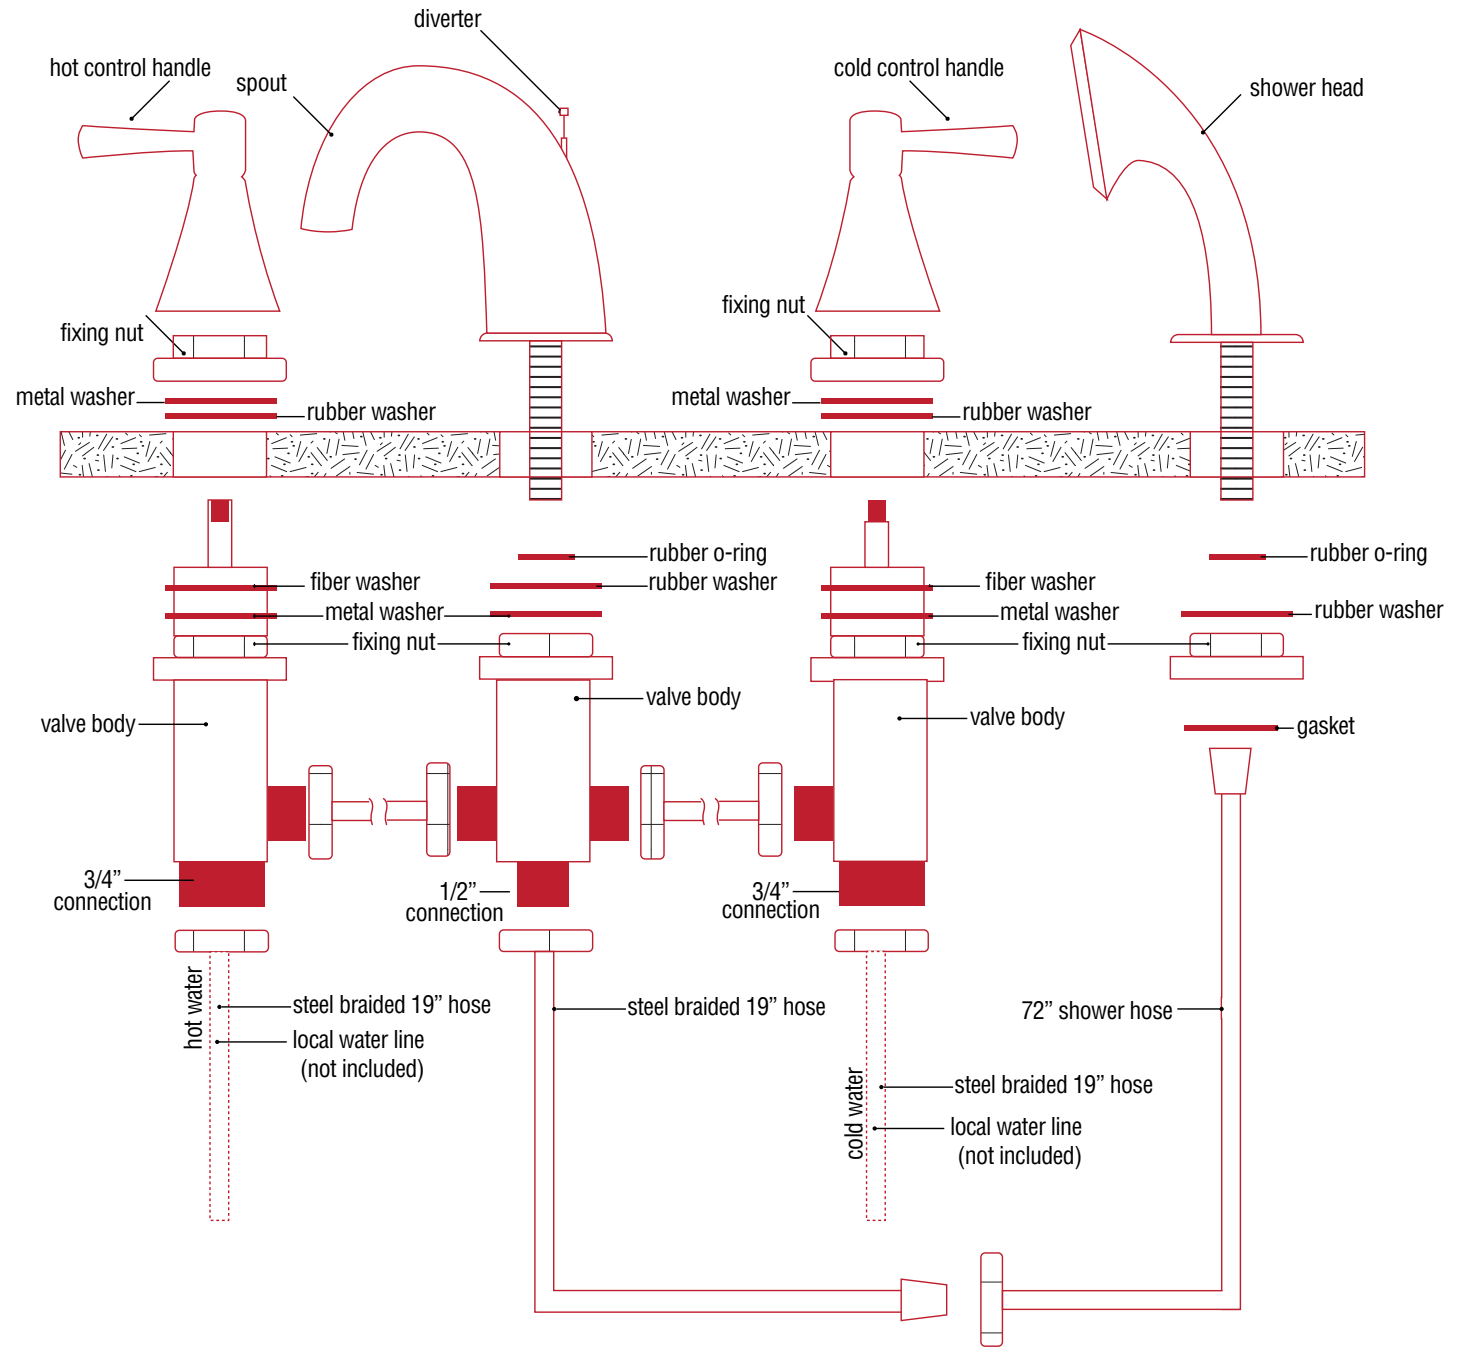 diverter
hot control handle
spout
cold control handle
shower head
fixing nut
fixing nut
metal washer
rubber washer
metal washer
rubber washer
rubber o-ring
rubber o-ring
fiber washer
rubber washer
fiber washer
metal washer
metal washer
rubber washer
fixing nut
fixing nut
valve body
valve body
valve body
gasket
3/4”
connection
1/2”
connection
3/4”
connection
hot water
steel braided 19” hose
local water line
(not included)
steel braided 19” hose
72” shower hose
cold water
steel braided 19” hose
local water line
(not included)